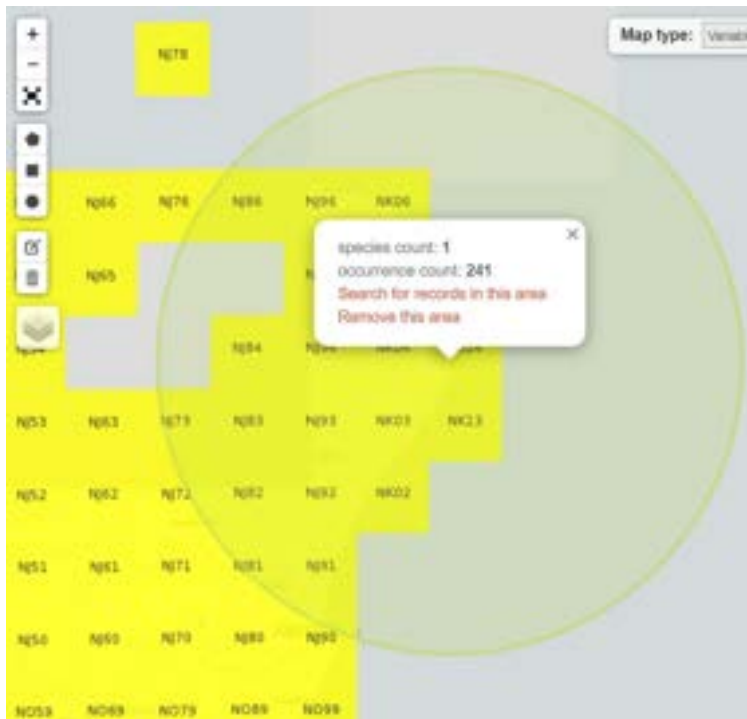 +
NJ78
Map type:
−
NJ66 NJ76 NJ86 NJ96 NK06
NJ65
×
species count: 1
occurrence count: 241
Search for records in this area
Remove this area
NJ84
NJ53 NJ63 NJ73 NJ83 NJ93 NK03 NK13
NJ52 NJ62 NJ72 NJ82 NJ92 NK02
NJ51 NJ61 NJ71 NJ81 NJ91
NJ50 NJ60 NJ70 NJ80 NJ90
NO59 NO69 NO79 NO89 NO99